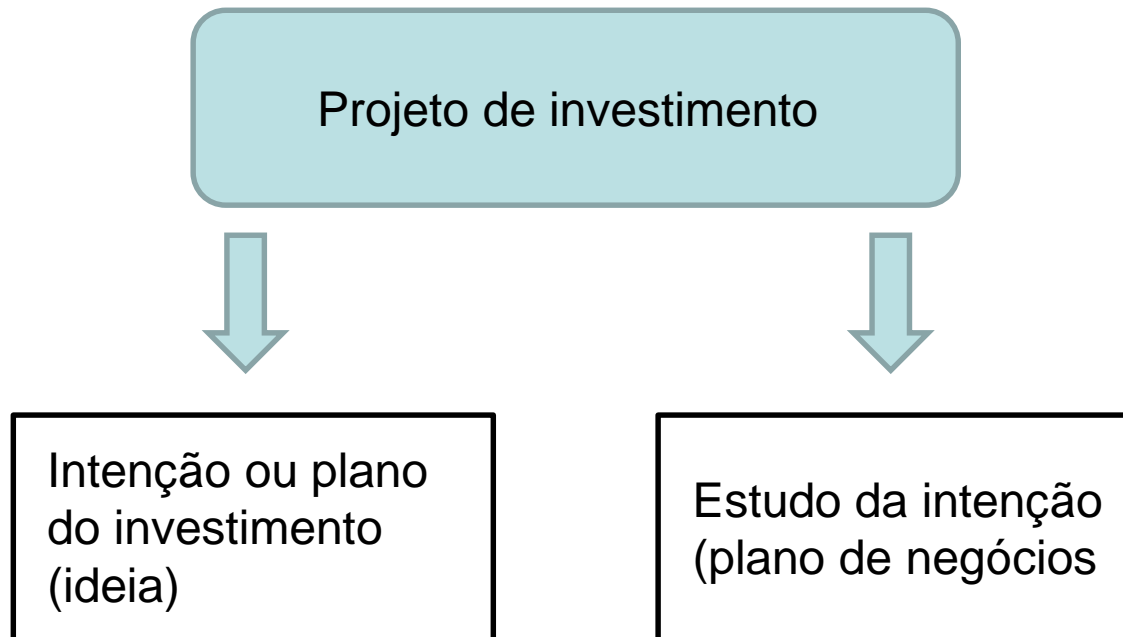 Projeto de investimento
Intenção ou plano
do investimento
(ideia)
Estudo da intenção
(plano de negócios